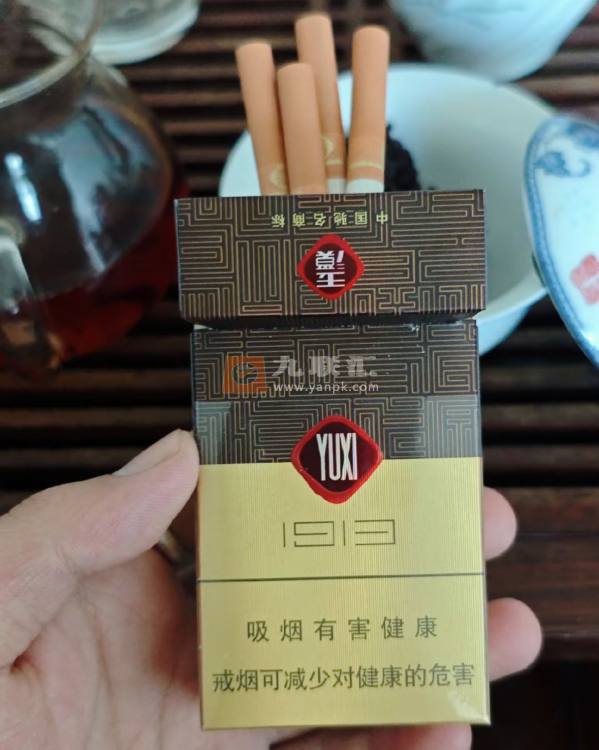 中国驰名商标
玉溪
九联汇
www.yanpk.com
YUXI
1913
吸烟有害健康
戒烟可减少对健康的危害